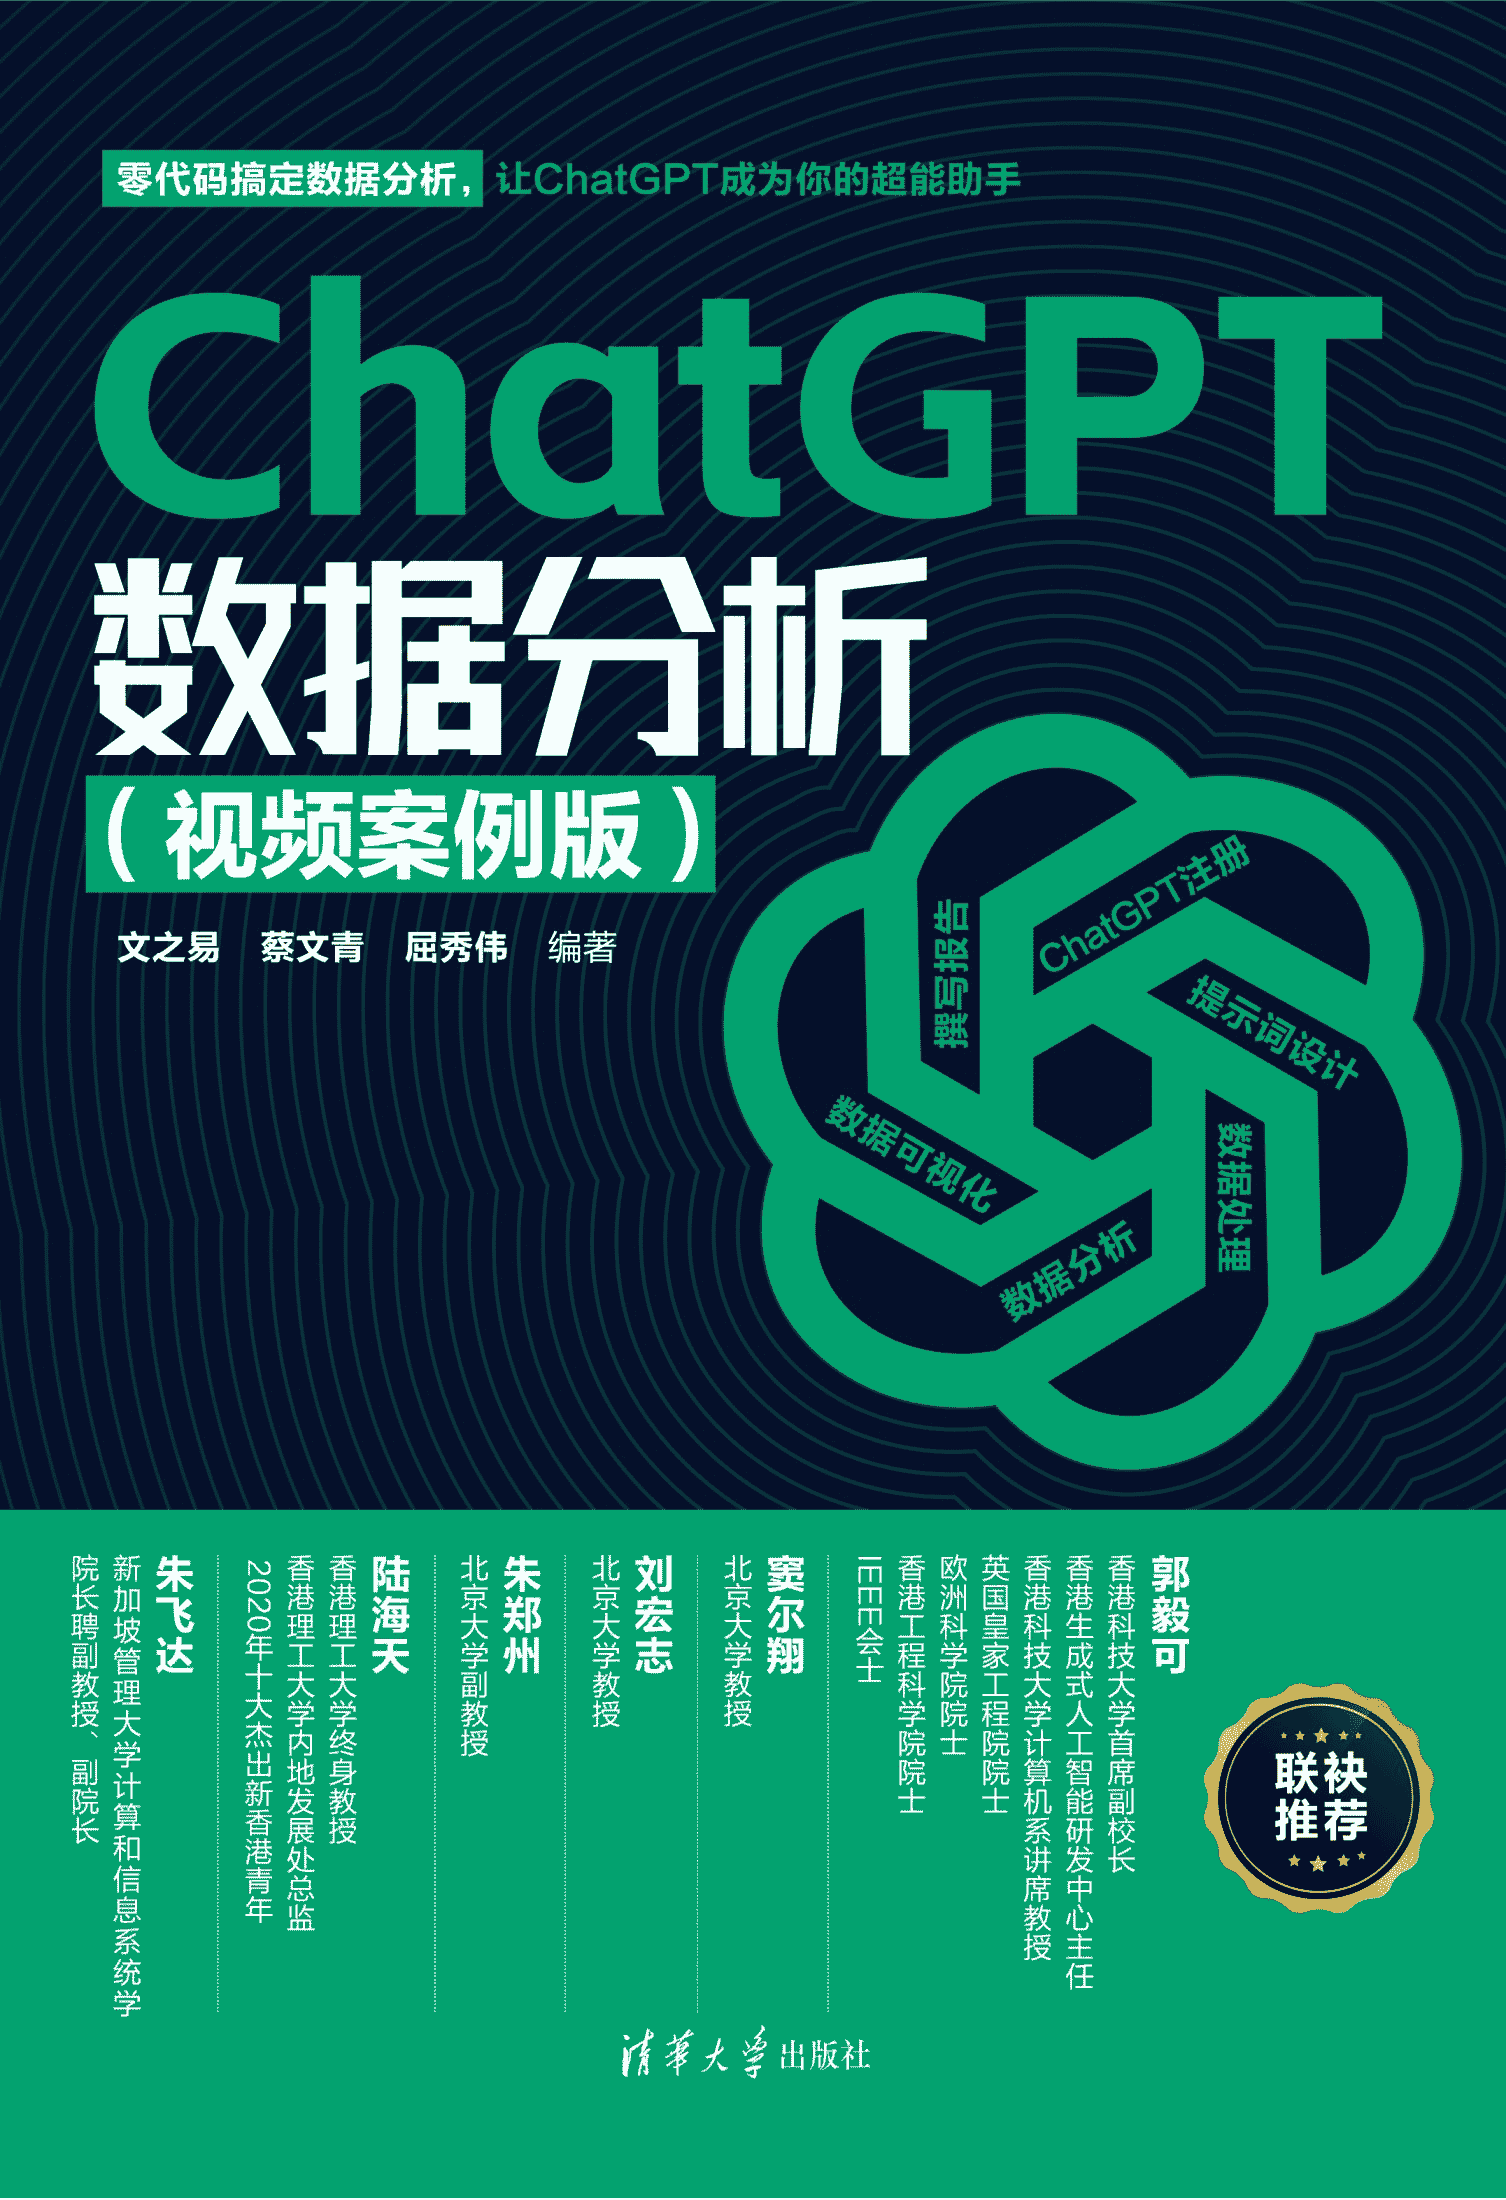 零代码搞定数据分析，让ChatGPT成为你的超能助手
ChatGPT
数据分析
（视频案例版）
文之易 蔡文青 屈秀伟 编著
ChatGPT注册
提示词设计
数据处理
数据分析
数据可视化
撰写报告
联袂
推荐
郭毅可
香港科技大学首席副校长
香港生成式人工智能研发中心主任
香港科技大学计算机系讲席教授
英国皇家工程院院士
欧洲科学院院士
香港工程科学院院士
IEEE会士
窦尔翔
北京大学教授
刘宏志
北京大学教授
朱郑州
北京大学副教授
陆海天
香港理工大学终身教授
香港理工大学内地发展处总监
2020年十大杰出新香港青年
朱飞达
新加坡管理大学计算和信息系统学
院长聘副教授、副院长
清华大学出版社